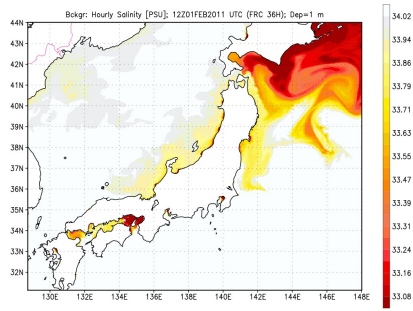 Bckgr: Hourly Salinity [PSU]; 12Z01FEB2011 UTC (FRC 36H); Dep=1 m
44N
43N
42N
41N
40N
39N
38N
37N
36N
35N
34N
33N
32N
130E 132E 134E 136E 138E 140E 142E 144E 146E 148E
34.02
33.94
33.86
33.79
33.71
33.63
33.54
33.47
33.39
33.31
33.24
33.16
33.08